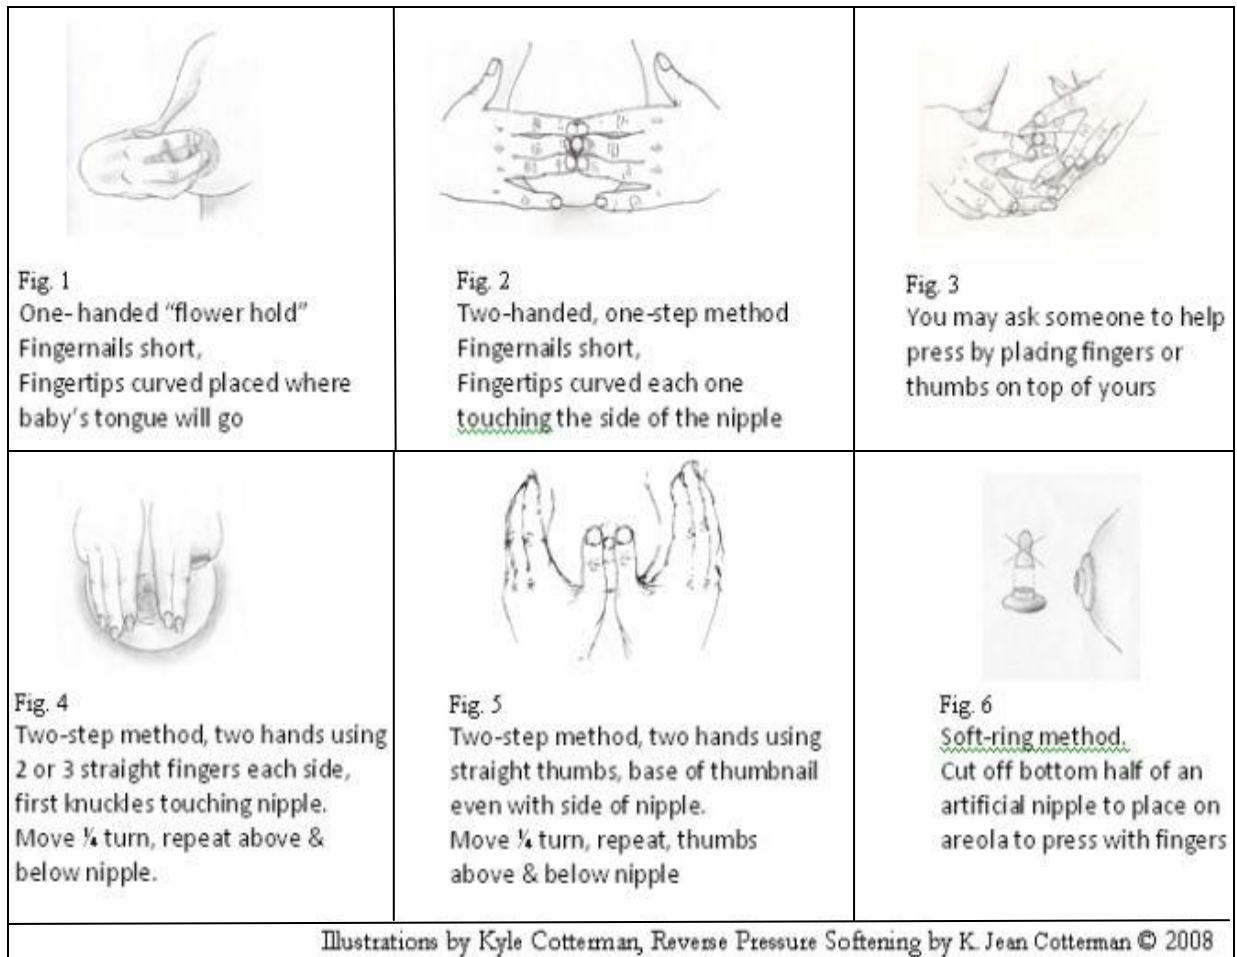 Fig. 1
One- handed “flower hold”
Fingernails short,
Fingertips curved placed where
baby’s tongue will go
Fig. 2
Two-handed, one-step method
Fingernails short,
Fingertips curved each one
touching the side of the nipple
Fig. 3
You may ask someone to help
press by placing fingers or
thumbs on top of yours
Fig. 4
Two-step method, two hands using
2 or 3 straight fingers each side,
first knuckles touching nipple.
Move ¼ turn, repeat above &
below nipple.
Fig. 5
Two-step method, two hands using
straight thumbs, base of thumbnail
even with side of nipple.
Move ¼ turn, repeat, thumbs
above & below nipple
Fig. 6
Soft-ring method.
Cut off bottom half of an
artificial nipple to place on
areola to press with fingers
Illustrations by Kyle Cotterman, Reverse Pressure Softening by K. Jean Cotterman © 2008